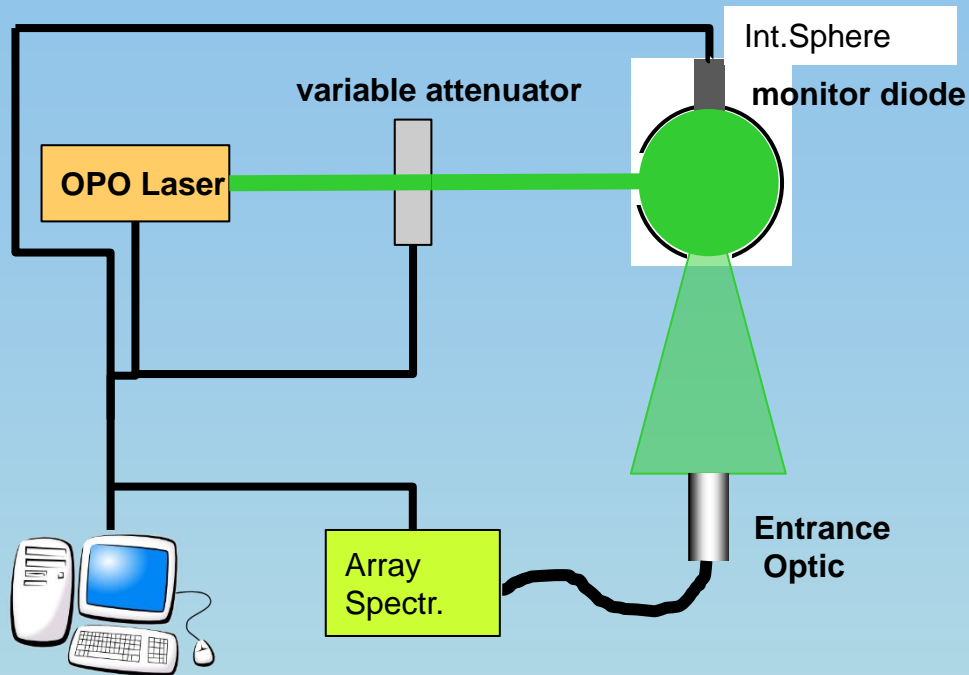 Int.Sphere
variable attenuator
monitor diode
OPO Laser
Entrance
Optic
Array
Spectr.